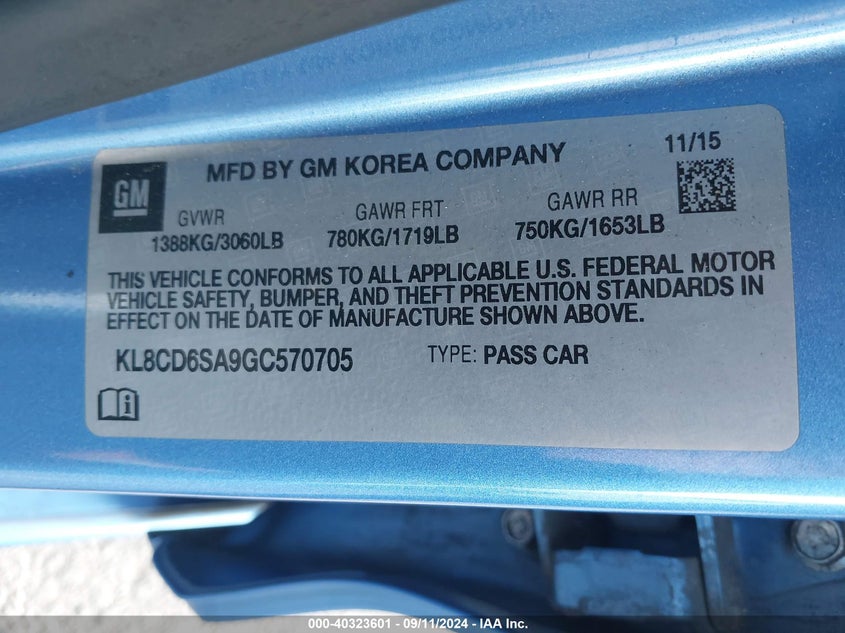 MFD BY GM KOREA COMPANY
11/15
GM
GVWR
GAWR FRT
GAWR RR
1388KG/3060LB
780KG/1719LB
750KG/1653LB
THIS VEHICLE CONFORMS TO ALL APPLICABLE U.S. FEDERAL MOTOR
VEHICLE SAFETY, BUMPER, AND THEFT PREVENTION STANDARDS IN
EFFECT ON THE DATE OF MANUFACTURE SHOWN ABOVE.
KL8CD6SA9GC570705
TYPE: PASS CAR
000-40323601 - 09/11/2024 - IAA Inc.